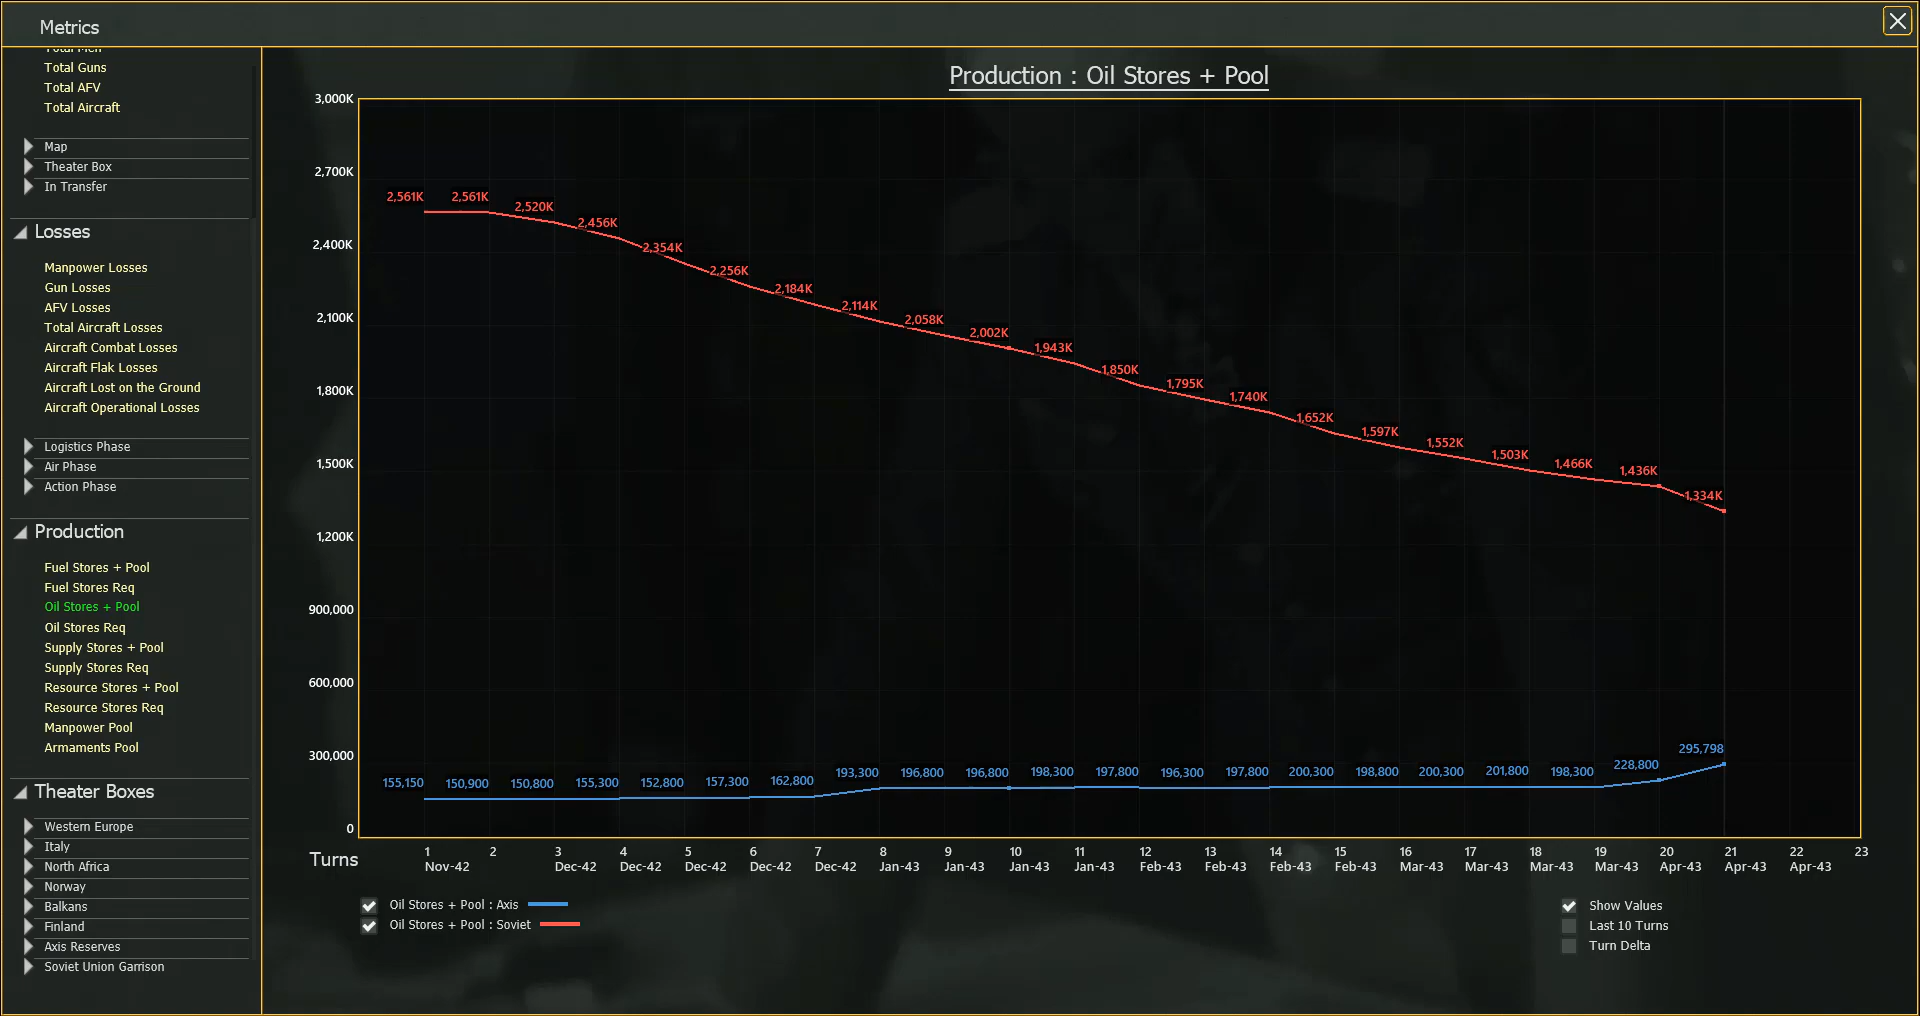 Metrics
Total Men
Total Guns
Total AFV
Total Aircraft
Map
Theater Box
In Transfer
Losses
Manpower Losses
Gun Losses
AFV Losses
Total Aircraft Losses
Aircraft Combat Losses
Aircraft Flak Losses
Aircraft Lost on the Ground
Aircraft Operational Losses
Logistics Phase
Air Phase
Action Phase
Production
Fuel Stores + Pool
Fuel Stores Req
Oil Stores + Pool
Oil Stores Req
Supply Stores + Pool
Supply Stores Req
Resource Stores + Pool
Resource Stores Req
Manpower Pool
Armaments Pool
Theater Boxes
Western Europe
Italy
North Africa
Norway
Balkans
Finland
Axis Reserves
Soviet Union Garrison
Production : Oil Stores + Pool
3,000K
2,700K
2,400K
2,100K
1,800K
1,500K
1,200K
900,000
600,000
300,000
0
2,561K 2,561K 2,520K 2,456K 2,354K 2,256K 2,184K 2,114K 2,058K 2,002K 1,943K 1,850K 1,795K 1,740K 1,652K 1,597K 1,552K 1,503K 1,466K 1,436K 1,334K
155,150 150,900 150,800 155,300 152,800 157,300 162,800 193,300 196,800 196,800 198,300 197,800 196,300 197,800 200,300 198,800 200,300 201,800 198,300 228,800 295,798
Turns
1 2 3 4 5 6 7 8 9 10 11 12 13 14 15 16 17 18 19 20 21 22 23
Nov-42 Dec-42 Dec-42 Dec-42 Dec-42 Dec-42 Jan-43 Jan-43 Jan-43 Jan-43 Feb-43 Feb-43 Feb-43 Feb-43 Mar-43 Mar-43 Mar-43 Mar-43 Apr-43 Apr-43 Apr-43
Oil Stores + Pool : Axis
Oil Stores + Pool : Soviet
Show Values
Last 10 Turns
Turn Delta